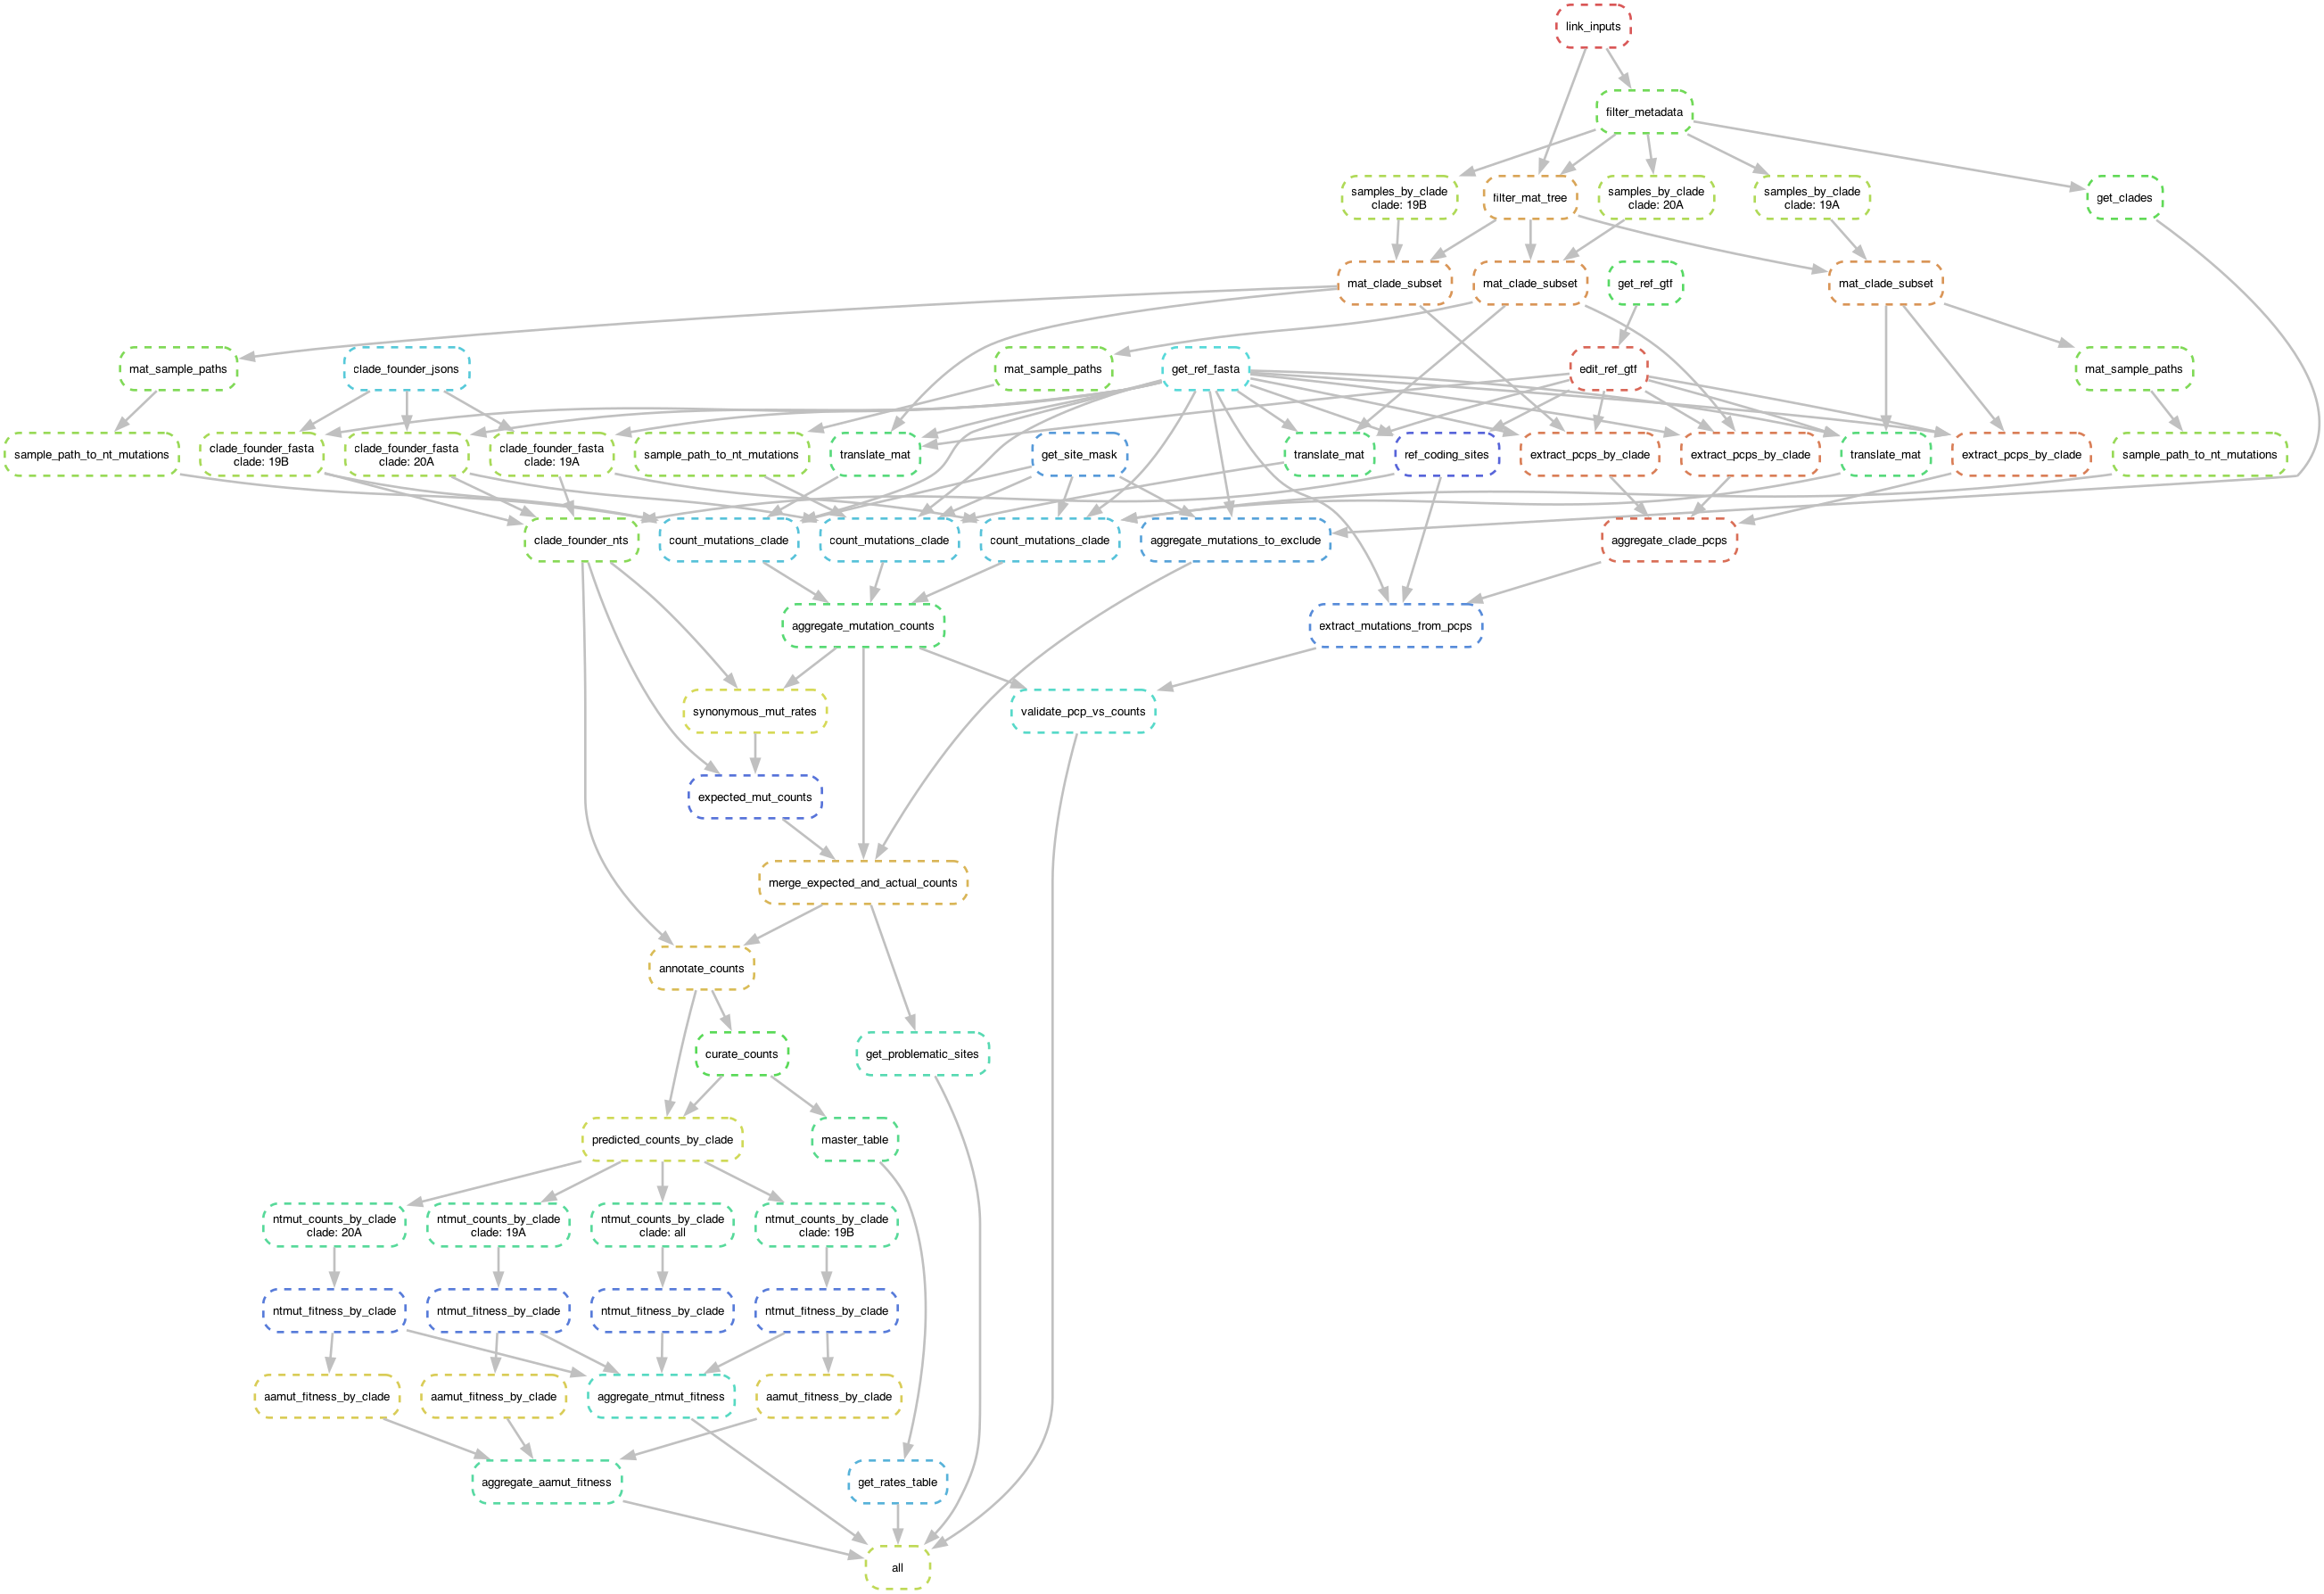 link_inputs
filter_metadata
samples_by_clade
clade: 19B
filter_mat_tree
samples_by_clade
clade: 20A
samples_by_clade
clade: 19A
get_clades
mat_clade_subset
mat_clade_subset
get_ref_gtf
mat_clade_subset
mat_sample_paths
clade_founder_jsons
mat_sample_paths
get_ref_fasta
edit_ref_gtf
mat_sample_paths
sample_path_to_nt_mutations
clade_founder_fasta
clade: 19B
clade_founder_fasta
clade: 20A
clade_founder_fasta
clade: 19A
sample_path_to_nt_mutations
translate_mat
get_site_mask
translate_mat
ref_coding_sites
extract_pcps_by_clade
extract_pcps_by_clade
translate_mat
extract_pcps_by_clade
sample_path_to_nt_mutations
clade_founder_nts
count_mutations_clade
count_mutations_clade
count_mutations_clade
aggregate_mutations_to_exclude
aggregate_clade_pcps
aggregate_mutation_counts
extract_mutations_from_pcps
synonymous_mut_rates
validate_pcp_vs_counts
expected_mut_counts
merge_expected_and_actual_counts
annotate_counts
curate_counts
get_problematic_sites
predicted_counts_by_clade
master_table
ntmut_counts_by_clade
clade: 20A
ntmut_counts_by_clade
clade: 19A
ntmut_counts_by_clade
clade: all
ntmut_counts_by_clade
clade: 19B
ntmut_fitness_by_clade
ntmut_fitness_by_clade
ntmut_fitness_by_clade
ntmut_fitness_by_clade
aamut_fitness_by_clade
aamut_fitness_by_clade
aggregate_ntmut_fitness
aamut_fitness_by_clade
aggregate_aamut_fitness
get_rates_table
all